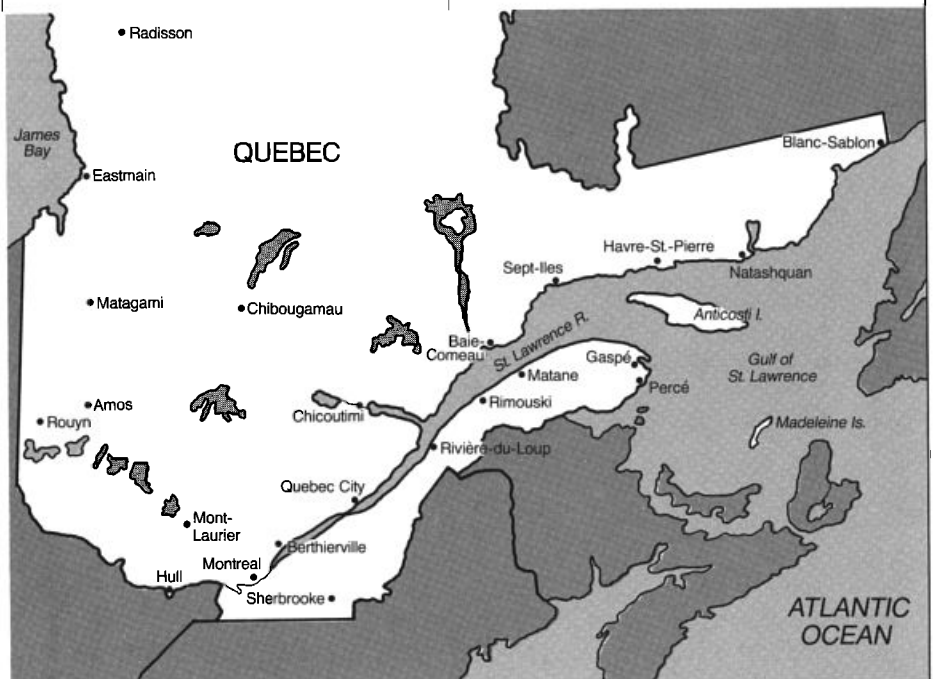 Radisson
James
Bay
QUEBEC
Blanc-Sablon
Eastmain
Havre-St.-Pierre
Sept-Iles
Natashquan
Matagami
Chibougamau
Anticosti I.
St. Lawrence R.
Baie-
Comeau
Gaspé
Gulf of
St. Lawrence
Matane
Percé
Amos
Chicoutimi
Rimouski
Rouyn
Madeleine Is.
Rivière-du-Loup
Quebec City
Mont-
Laurier
Berthierville
Montreal
Hull
Sherbrooke
ATLANTIC
OCEAN